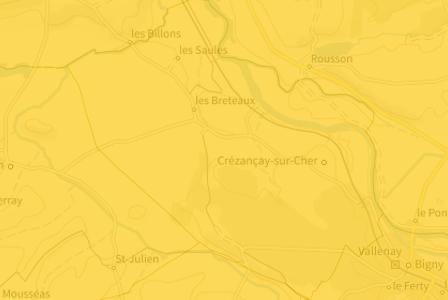 les Billons
les Saules
Rousson
les Breteaux
Crézançay-sur-Cher
le Pon
Vallenay
St-Julien
Bigny
le Ferty
Mousséas